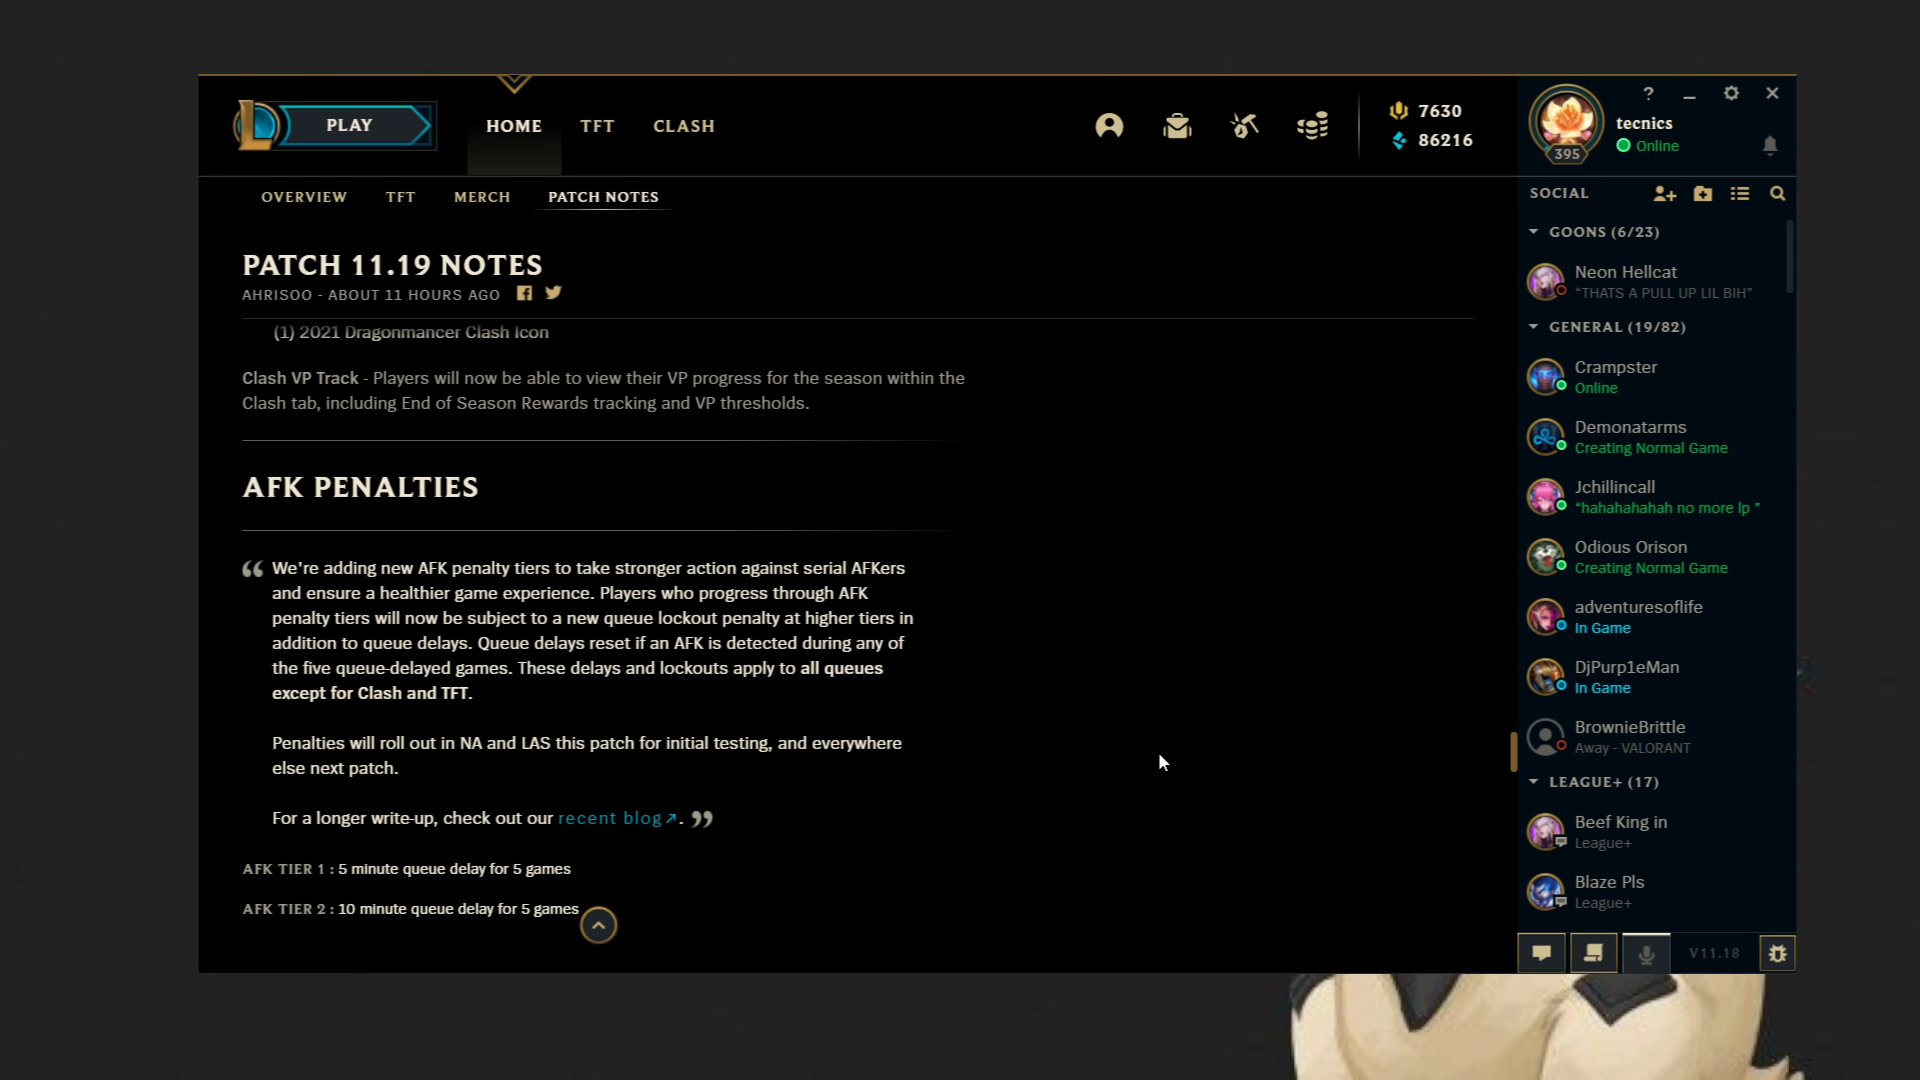 PLAY
HOME
TFT
CLASH
7630
86216
395
tecnics
Online
?
OVERVIEW
TFT
MERCH
PATCH NOTES
PATCH 11.19 NOTES
AHRISOO - ABOUT 11 HOURS AGO
(1) 2021 Dragonmancer Clash Icon
Clash VP Track - Players will now be able to view their VP progress for the season within the
Clash tab, including End of Season Rewards tracking and VP thresholds.
AFK PENALTIES
“ We're adding new AFK penalty tiers to take stronger action against serial AFKers
and ensure a healthier game experience. Players who progress through AFK
penalty tiers will now be subject to a new queue lockout penalty at higher tiers in
addition to queue delays. Queue delays reset if an AFK is detected during any of
the five queue-delayed games. These delays and lockouts apply to all queues
except for Clash and TFT.
Penalties will roll out in NA and LAS this patch for initial testing, and everywhere
else next patch.
For a longer write-up, check out our recent blog↗. ”
AFK TIER 1 : 5 minute queue delay for 5 games
AFK TIER 2 : 10 minute queue delay for 5 games
SOCIAL
GOONS (6/23)
Neon Hellcat
“THATS A PULL UP LIL BIH”
GENERAL (19/82)
Crampster
Online
Demonatarms
Creating Normal Game
Jchillincall
“hahahahahah no more lp ”
Odious Orison
Creating Normal Game
adventuresoflife
In Game
DjPurp1eMan
In Game
BrownieBrittle
Away - VALORANT
LEAGUE+ (17)
Beef King in
League+
Blaze Pls
League+
V11.18